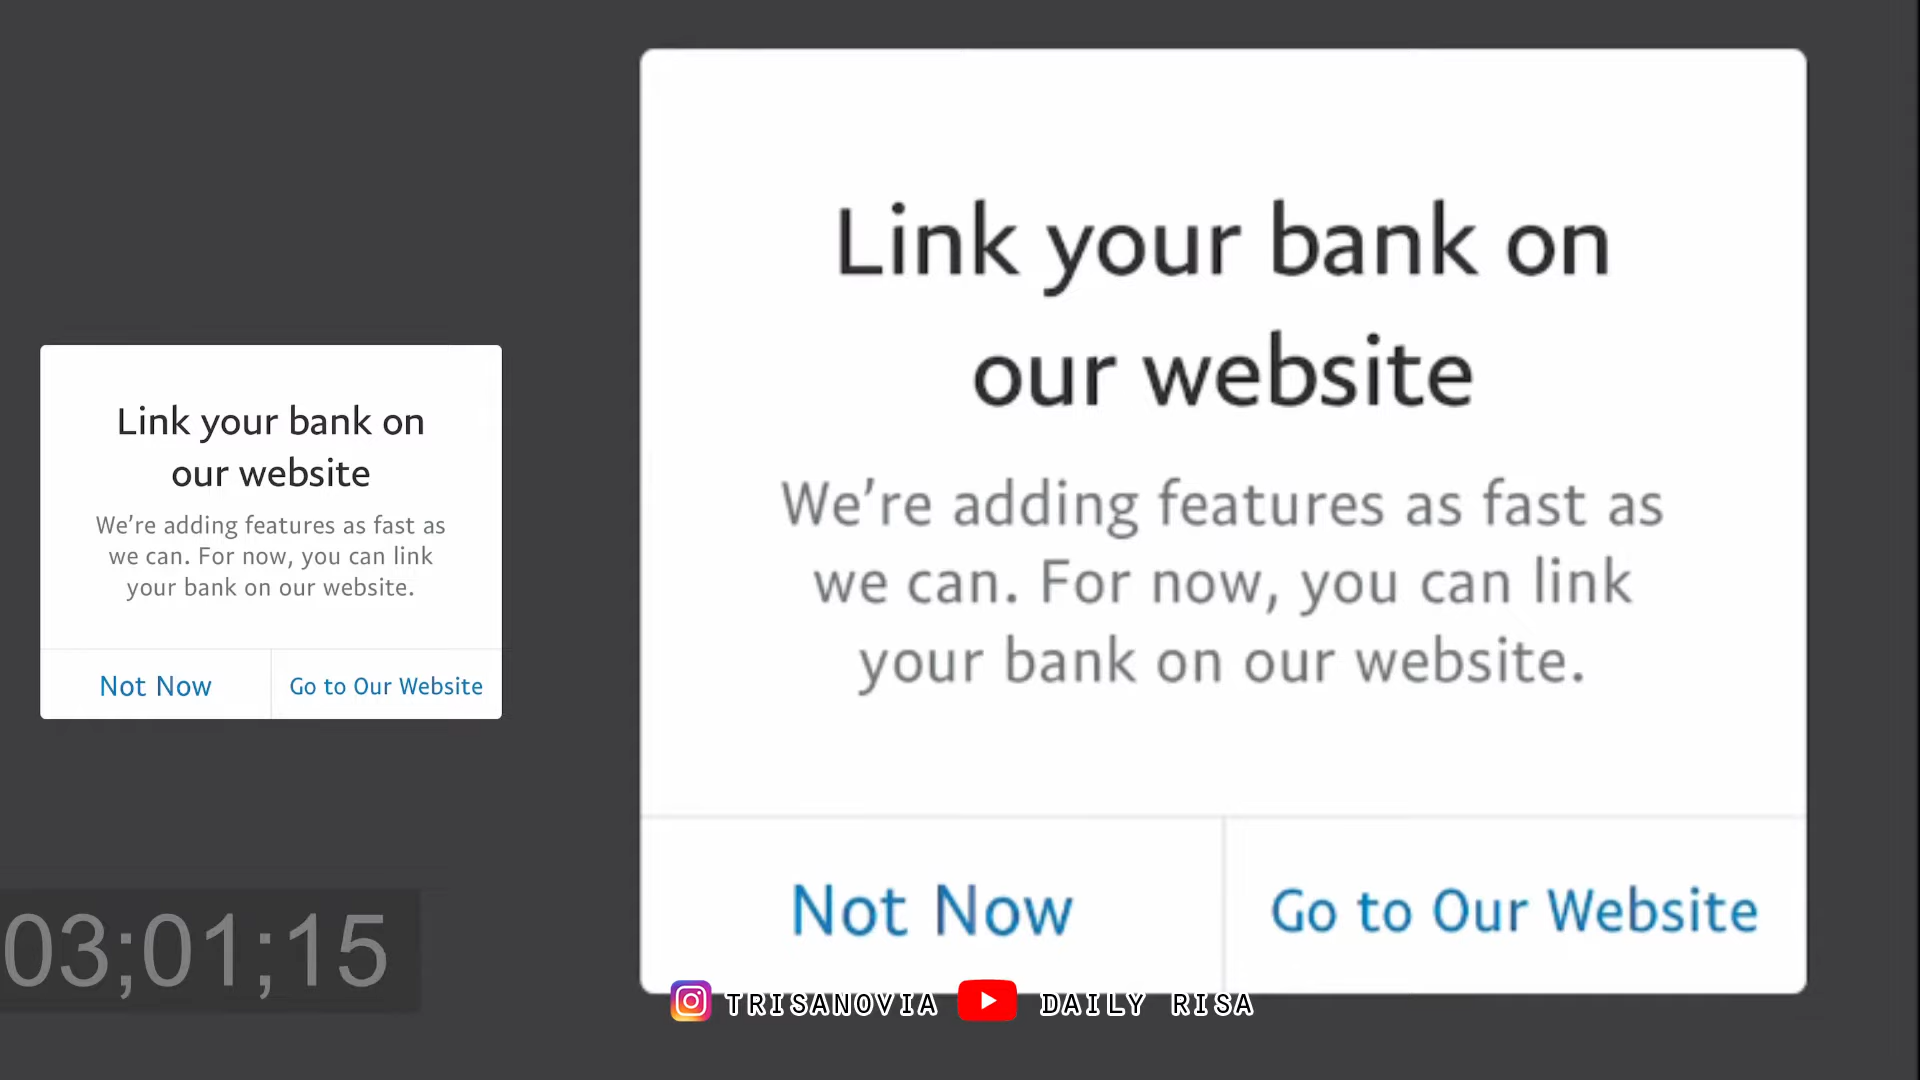 Link your bank on
our website
We're adding features as fast as
we can. For now, you can link
your bank on our website.
Not Now
Go to Our Website
03;01;15
Link your bank on
our website
We're adding features as fast as
we can. For now, you can link
your bank on our website.
Not Now
Go to Our Website
TRISANOVIA
DAILY RISA